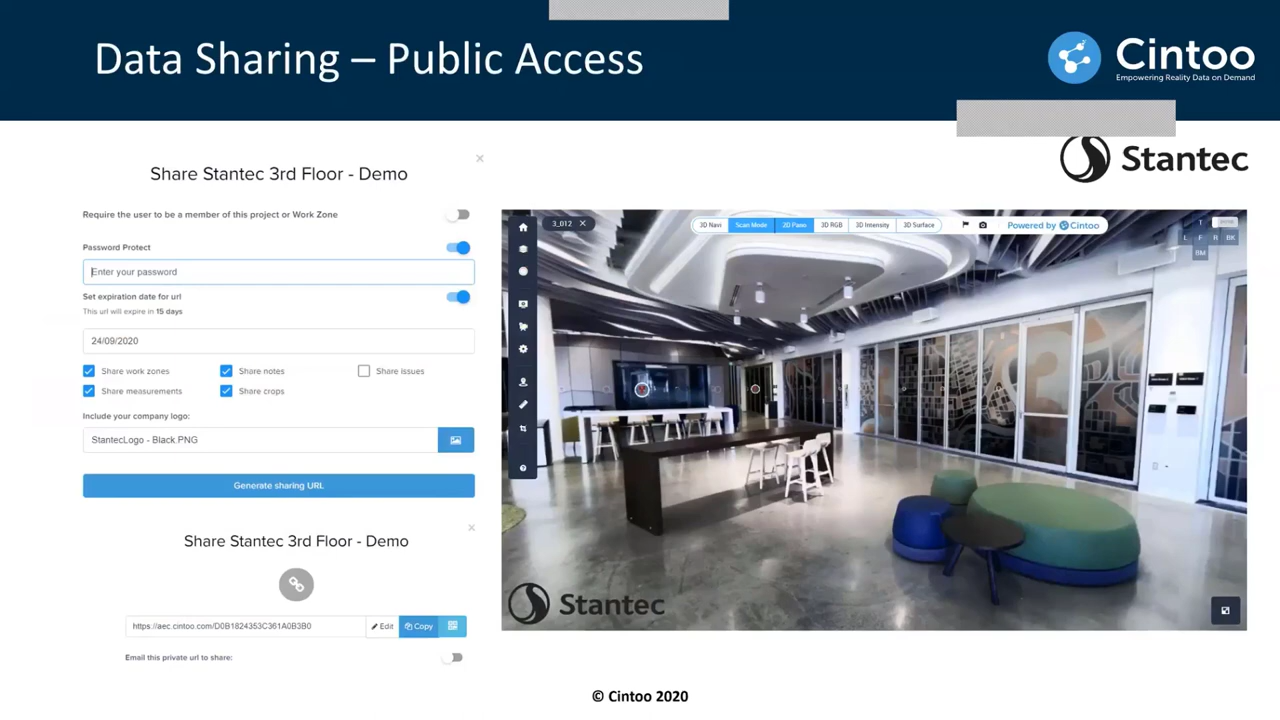 Data Sharing – Public Access
Cintoo
Empowering Reality Data on Demand
Stantec
Share Stantec 3rd Floor - Demo
Require the user to be a member of this project or Work Zone
Password Protect
Enter your password
Set expiration date for url
This url will expire in 15 days
24/09/2020
Share work zones
Share notes
Share issues
Share measurements
Share crops
Include your company logo:
StantecLogo - Black.PNG
Generate sharing URL
Share Stantec 3rd Floor - Demo
https://aec.cintoo.com/D0B1824353C361A0B3B0
Edit
Copy
Email this private url to share:
3_012
3D Navi
Scan Mode
2D Pano
3D RGB
3D Intensity
3D Surface
Powered by Cintoo
T
L F R BK
BM
Stantec
© Cintoo 2020